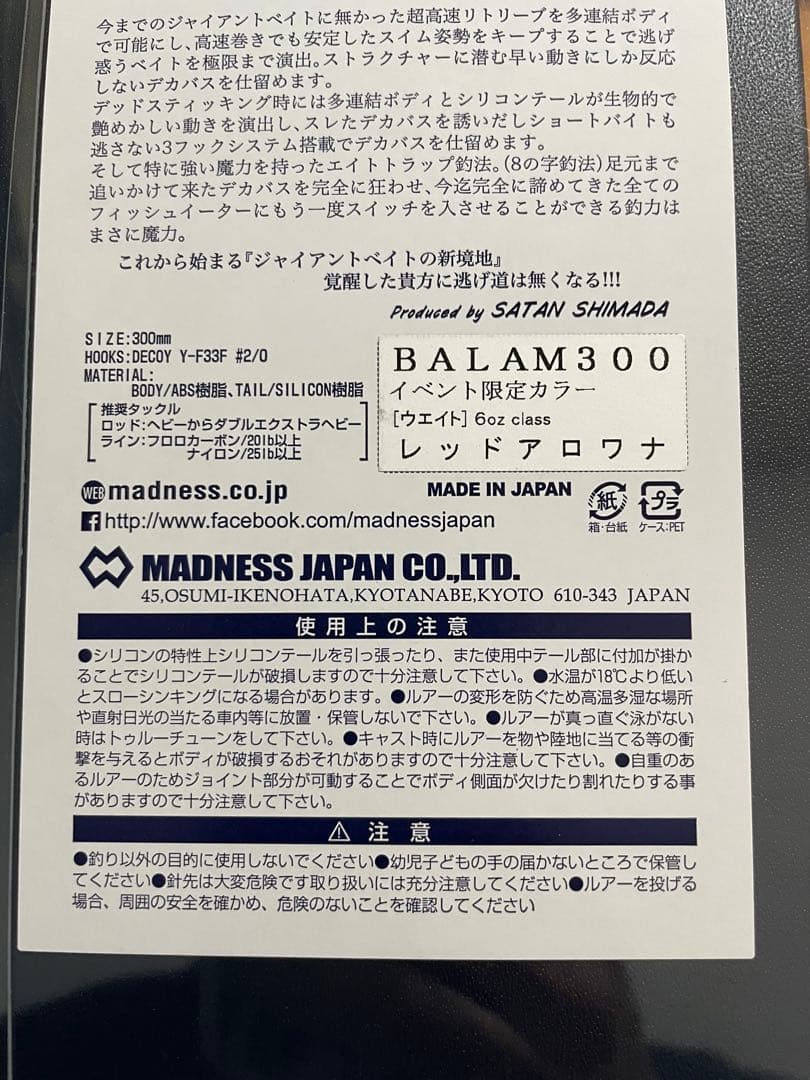 今までのジャイアントベイトに無かった超高速リトリーブを多連結ボディ
で可能にし、高速巻きでも安定したスイム姿勢をキープすることで逃げ
惑うベイトを極限まで演出。ストラクチャーに潜む早い動きにしか反応
しないデカバスを仕留めます。
デッドスティッキング時には多連結ボディとシリコンテールが生物的で
艶めかしい動きを演出し、スレたデカバスを誘いだしショートバイトも
逃さない3フックシステム搭載でデカバスを仕留めます。
そして特に強い魔力を持ったエイトトラップ釣法。(8の字釣法)足元まで
追いかけて来たデカバスを完全に狂わせ、今迄完全に諦めてきた全ての
フィッシュイーターにもう一度スイッチを入させることができる釣力は
まさに魔力。
これから始まる『ジャイアントベイトの新境地』
覚醒した貴方に逃げ道は無くなる!!!
Produced by SATAN SHIMADA
SIZE:300mm
HOOKS:DECOY Y-F33F #2/0
MATERIAL:
BODY/ABS樹脂、TAIL/SILICON樹脂
推奨タックル
ロッド:ヘビーからダブルエクストラヘビー
ライン:フロロカーボン/20lb以上
ナイロン/25lb以上
BALAM300
イベント限定カラー
[ウエイト] 6oz class
レッドアロワナ
WEB madness.co.jp
MADE IN JAPAN
紙
箱・台紙
プラ
ケース:PET
f http://www.facebook.com/madnessjapan
MADNESS JAPAN CO.,LTD.
45,OSUMI-IKENOHATA,KYOTANABE,KYOTO 610-343 JAPAN
使用上の注意
●シリコンの特性上シリコンテールを引っ張ったり、また使用中テール部に付加が掛か
ることでシリコンテールが破損しますので十分注意して下さい。●水温が18℃より低い
とスローシンキングになる場合があります。●ルアーの変形を防ぐため高温多湿な場所
や直射日光の当たる車内等に放置・保管しないで下さい。●ルアーが真っ直ぐ泳がない
時はトゥルーチューンをして下さい。●キャスト時にルアーを物や陸地に当てる等の衝
撃を与えるとボディが破損するおそれがありますので十分注意して下さい。●自重のあ
るルアーのためジョイント部分が可動することでボディ側面が欠けたり割れたりする事
がありますので十分注意して下さい。
⚠ 注意
●釣り以外の目的に使用しないでください●幼児子どもの手の届かないところで保管し
てください●針先は大変危険です取り扱いには充分注意してください●ルアーを投げる
場合、周囲の安全を確かめ、危険のないことを確認してください